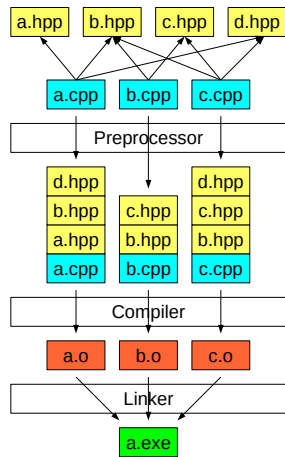 a.hpp b.hpp c.hpp d.hpp
a.cpp b.cpp c.cpp
Preprocessor
d.hpp d.hpp
b.hpp c.hpp c.hpp
a.hpp b.hpp b.hpp
a.cpp b.cpp c.cpp
Compiler
a.o b.o c.o
Linker
a.exe